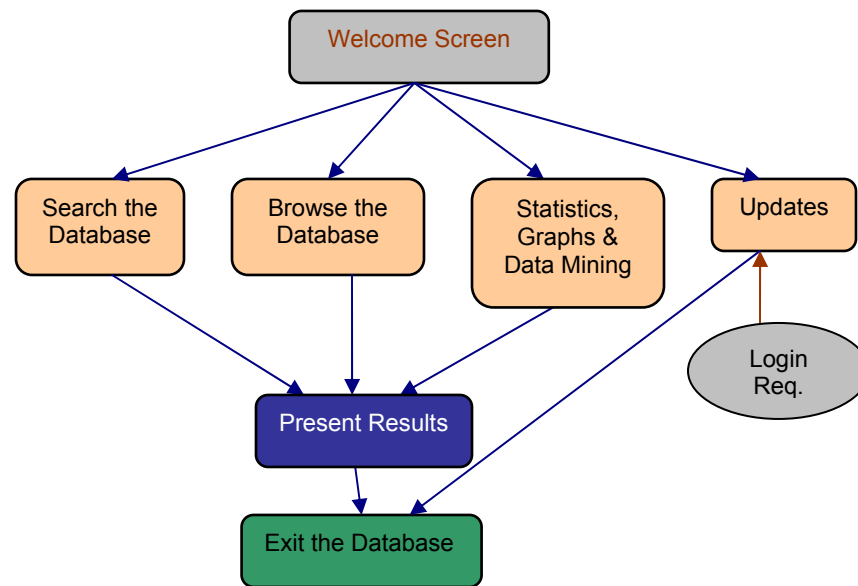 Welcome Screen
Search the
Database
Browse the
Database
Statistics,
Graphs &
Data Mining
Updates
Login
Req.
Present Results
Exit the Database